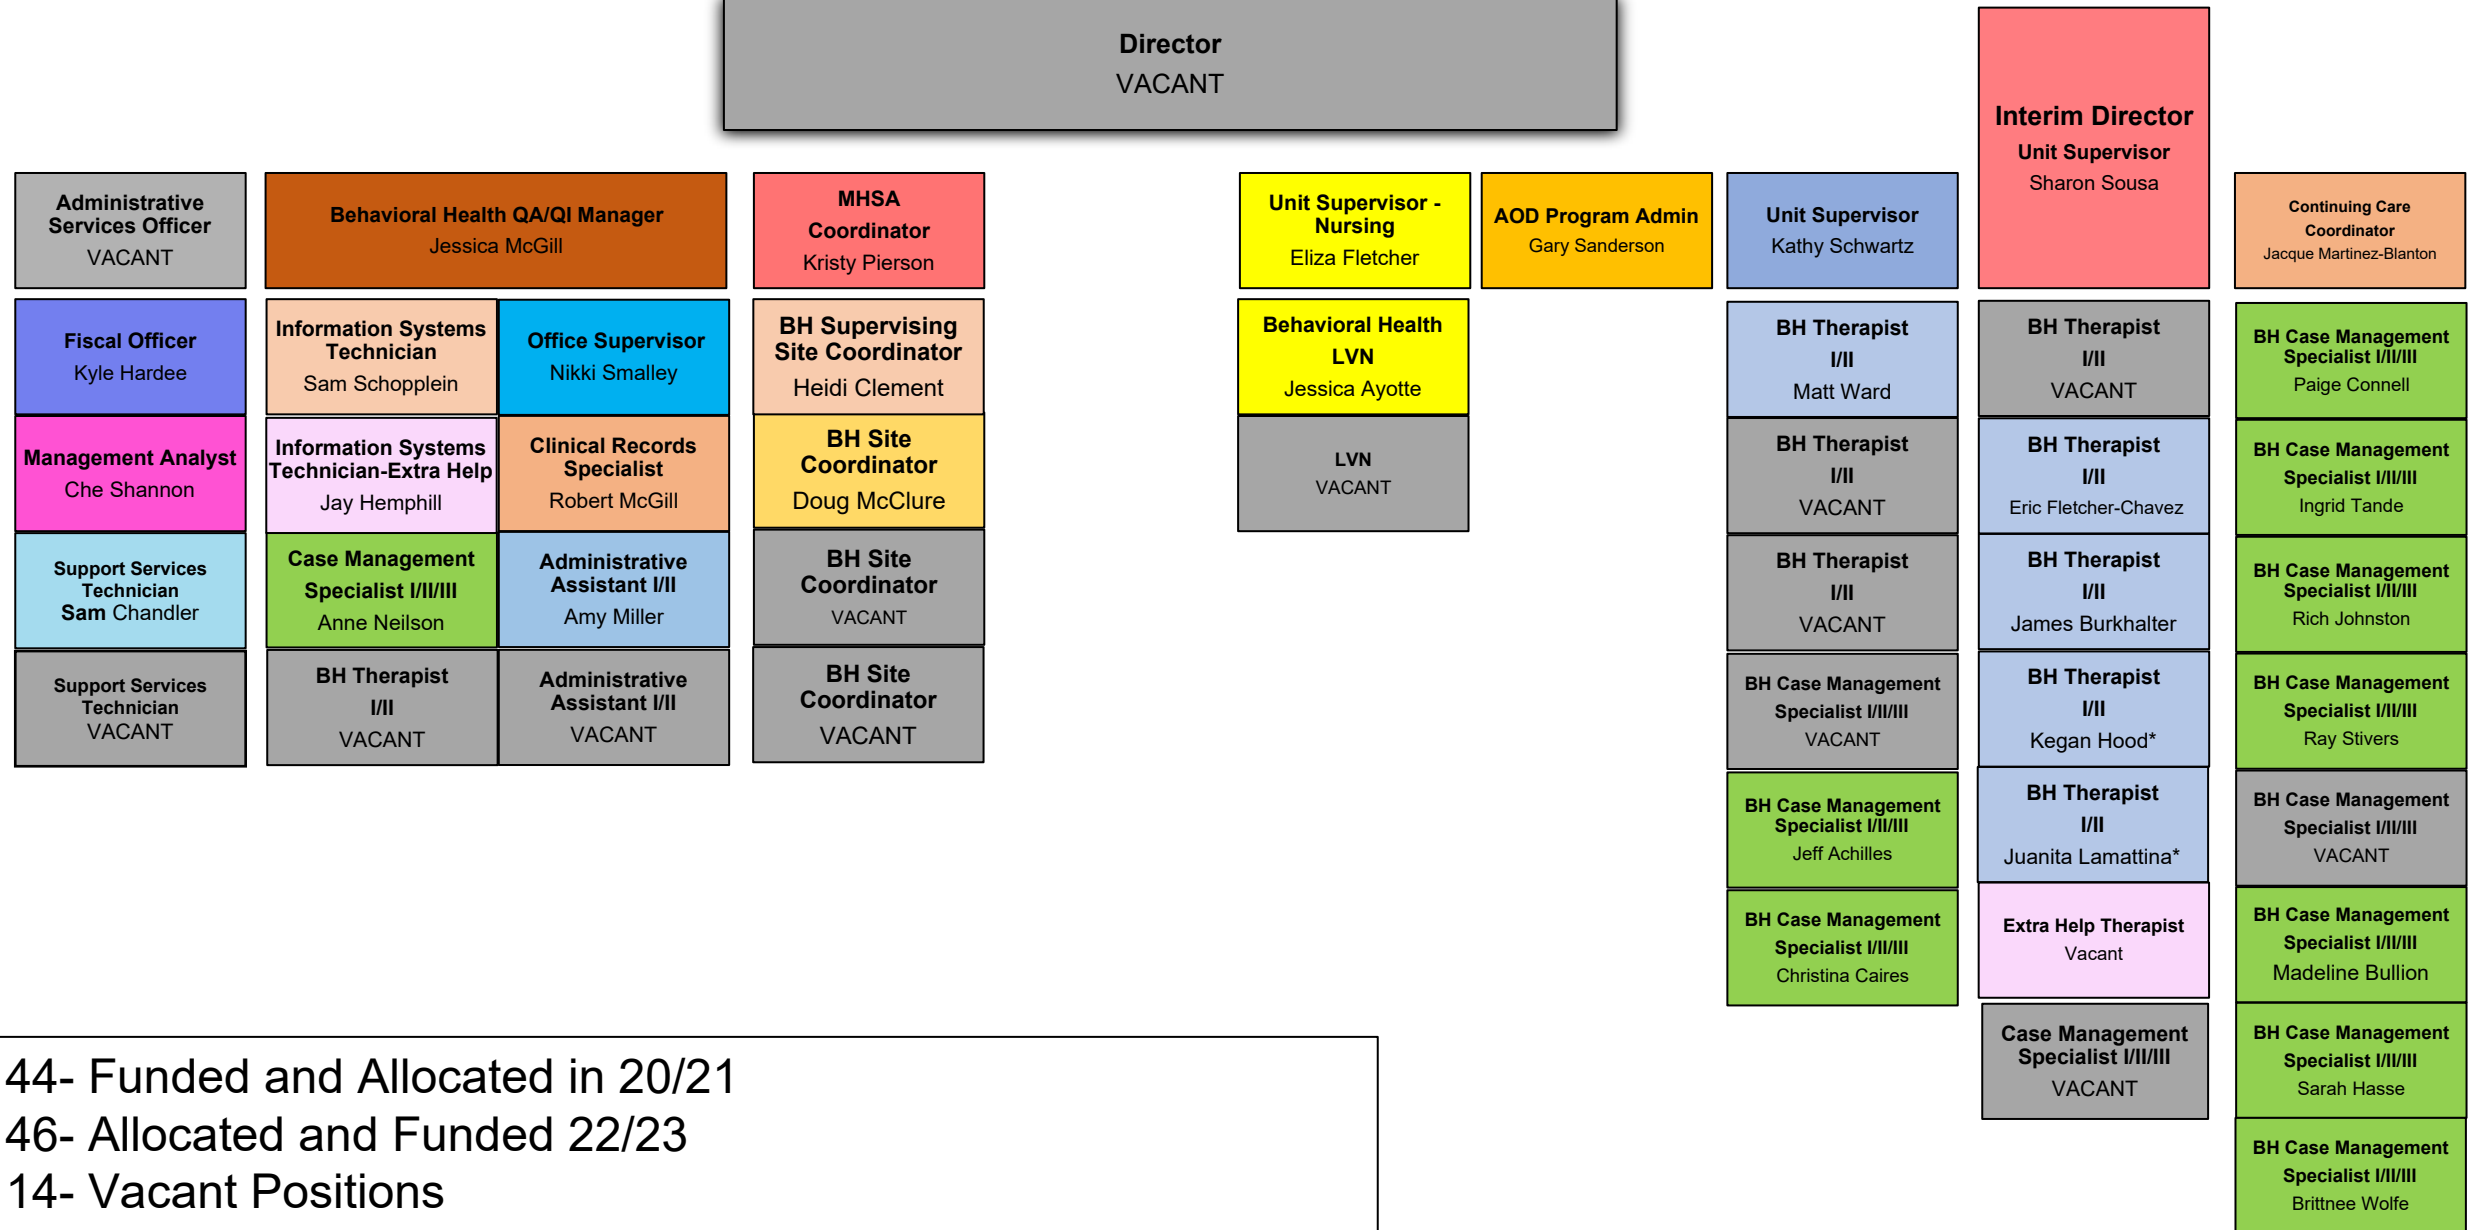 Director
VACANT
Interim Director
Unit Supervisor
Sharon Sousa
Administrative
Services Officer
VACANT
Behavioral Health QA/QI Manager
Jessica McGill
MHSA
Coordinator
Kristy Pierson
Unit Supervisor -
Nursing
Eliza Fletcher
AOD Program Admin
Gary Sanderson
Unit Supervisor
Kathy Schwartz
Continuing Care
Coordinator
Jacque Martinez-Blanton
Fiscal Officer
Kyle Hardee
Management Analyst
Che Shannon
Support Services
Technician
Sam Chandler
Support Services
Technician
VACANT
Information Systems
Technician
Sam Schopplein
Information Systems
Technician-Extra Help
Jay Hemphill
Case Management
Specialist I/II/III
Anne Neilson
BH Therapist
I/II
VACANT
Office Supervisor
Nikki Smalley
Clinical Records
Specialist
Robert McGill
Administrative
Assistant I/II
Amy Miller
Administrative
Assistant I/II
VACANT
BH Supervising
Site Coordinator
Heidi Clement
BH Site
Coordinator
Doug McClure
BH Site
Coordinator
VACANT
BH Site
Coordinator
VACANT
Behavioral Health
LVN
Jessica Ayotte
LVN
VACANT
BH Therapist
I/II
Matt Ward
BH Therapist
I/II
VACANT
BH Therapist
I/II
VACANT
BH Case Management
Specialist I/II/III
VACANT
BH Case Management
Specialist I/II/III
Jeff Achilles
BH Case Management
Specialist I/II/III
Christina Caires
BH Therapist
I/II
VACANT
BH Therapist
I/II
Eric Fletcher-Chavez
BH Therapist
I/II
James Burkhalter
BH Therapist
I/II
Kegan Hood*
BH Therapist
I/II
Juanita Lamattina*
Extra Help Therapist
Vacant
Case Management
Specialist I/II/III
VACANT
BH Case Management
Specialist I/II/III
Paige Connell
BH Case Management
Specialist I/II/III
Ingrid Tande
BH Case Management
Specialist I/II/III
Rich Johnston
BH Case Management
Specialist I/II/III
Ray Stivers
BH Case Management
Specialist I/II/III
VACANT
BH Case Management
Specialist I/II/III
Madeline Bullion
BH Case Management
Specialist I/II/III
Sarah Hasse
BH Case Management
Specialist I/II/III
Brittnee Wolfe
44- Funded and Allocated in 20/21
46- Allocated and Funded 22/23
14- Vacant Positions